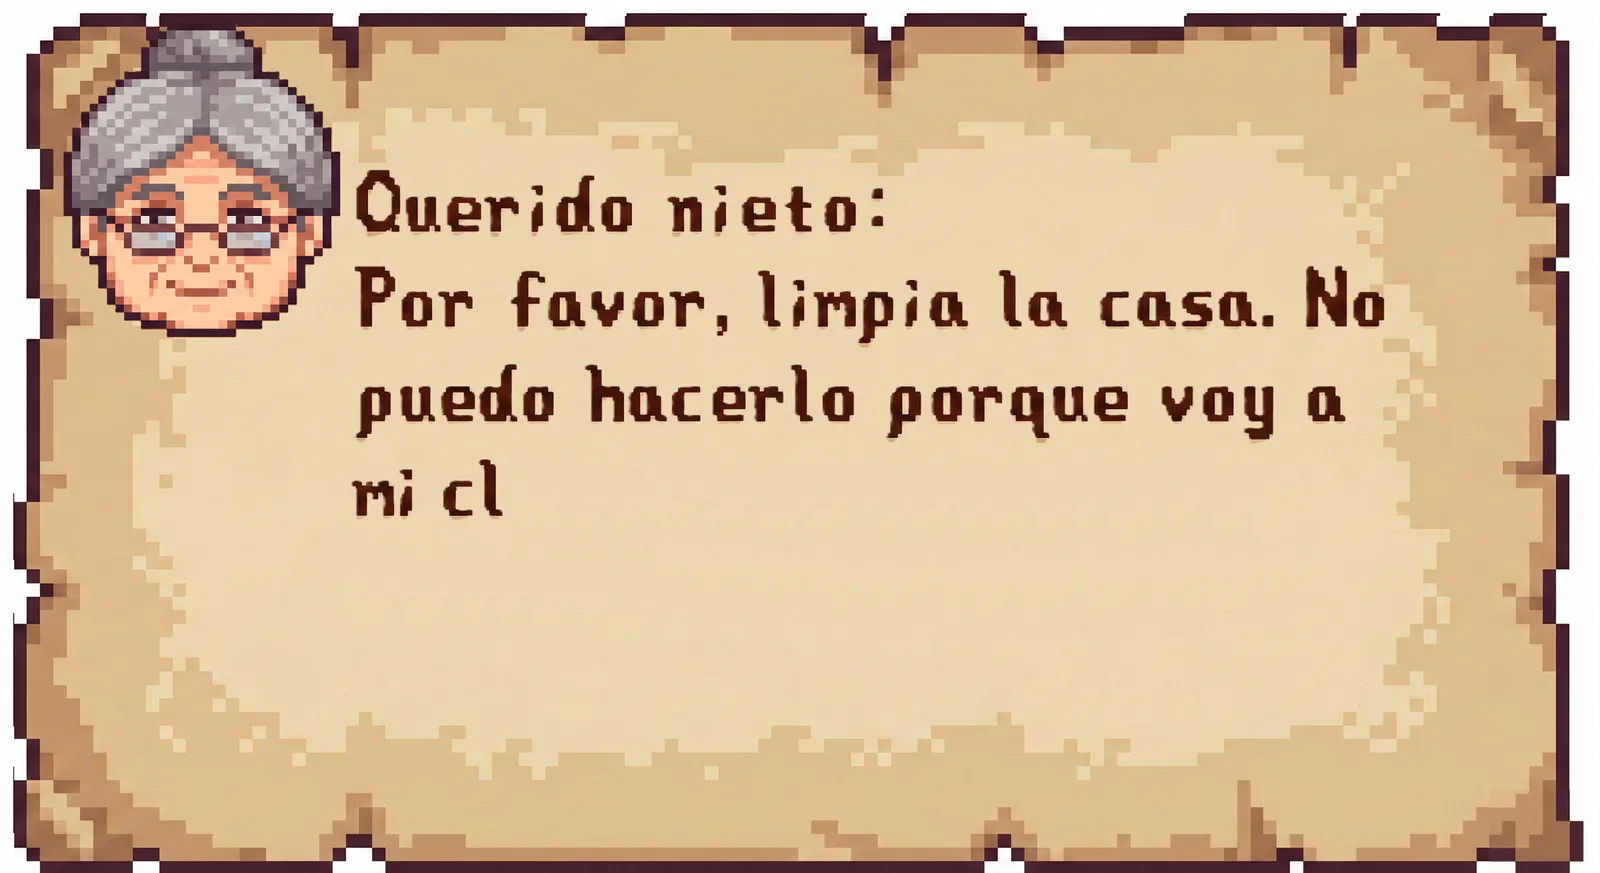 Querido nieto:
Por favor, limpia la casa. No
puedo hacerlo porque voy a
mi cl